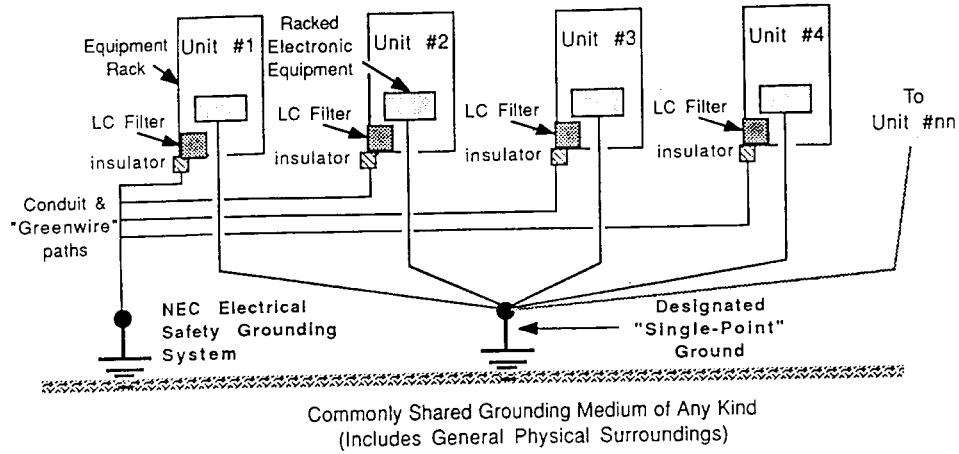 Equipment
Rack
Unit #1
Racked
Electronic
Equipment
Unit #2
Unit #3
Unit #4
LC Filter
LC Filter
LC Filter
LC Filter
To
Unit #nn
insulator
insulator
insulator
insulator
Conduit &
"Greenwire"
paths
NEC Electrical
Safety Grounding
System
Designated
"Single-Point"
Ground
Commonly Shared Grounding Medium of Any Kind
(Includes General Physical Surroundings)